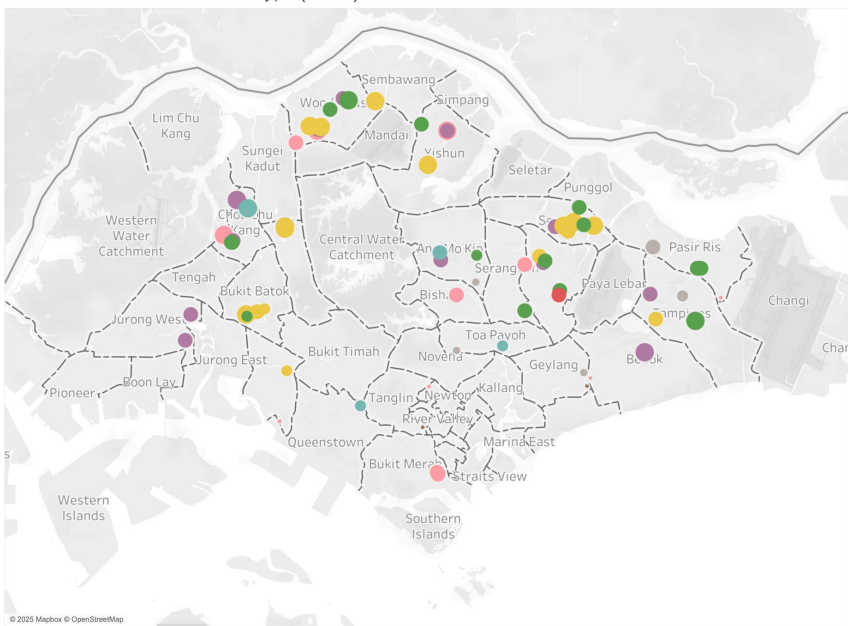 Sembawang
Simpang
Lim Chu
Kang
Mandai
Sungei
Kadut
Yishun
Seletar
Punggol
Western
Water
Catchment
Central Water
Catchment
Pasir Ris
Tengah
Paya Lebar
Changi
Bukit Batok
Jurong West
Toa Payoh
Bukit Timah
Novena
Jurong East
Geylang
Boon Lay
Pioneer
Kallang
Tanglin
Newton
River Valley
Queenstown
Marina East
Bukit Merah
Straits View
Western
Islands
Southern
Islands
© 2025 Mapbox © OpenStreetMap